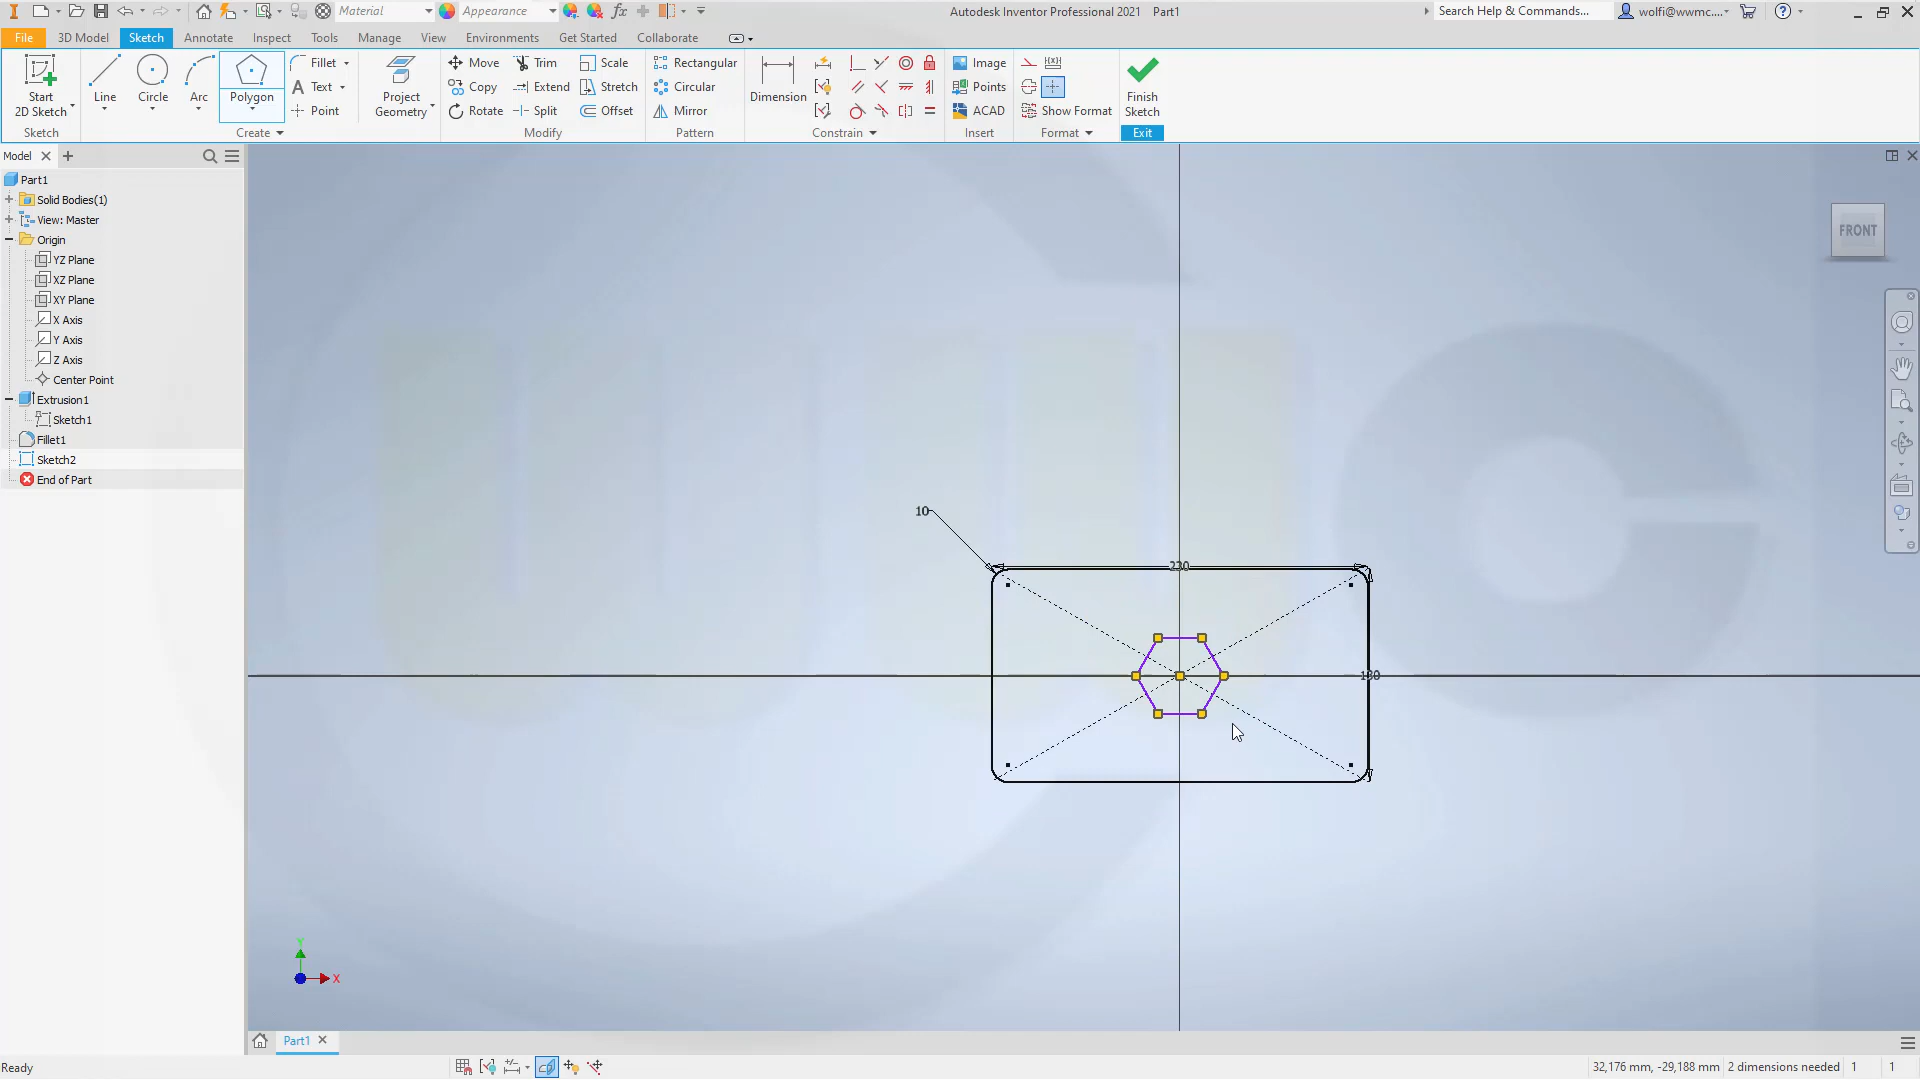 Material
Appearance
Autodesk Inventor Professional 2021 Part1
Search Help & Commands...
wolfi@wwmc....
File
3D Model
Sketch
Annotate
Inspect
Tools
Manage
View
Environments
Get Started
Collaborate
Start
2D Sketch
Line
Circle
Arc
Polygon
Fillet
Text
Point
Project
Geometry
Move
Copy
Rotate
Trim
Extend
Split
Scale
Stretch
Offset
Rectangular
Circular
Mirror
Dimension
Image
Points
ACAD
Show Format
Finish
Sketch
Sketch
Create
Modify
Pattern
Constrain
Insert
Format
Exit
Model
Part1
Solid Bodies(1)
View: Master
Origin
YZ Plane
XZ Plane
XY Plane
X Axis
Y Axis
Z Axis
Center Point
Extrusion1
Sketch1
Fillet1
Sketch2
End of Part
FRONT
10
Y
X
Part1
Ready
32,176 mm, -29,188 mm
2 dimensions needed
1
1